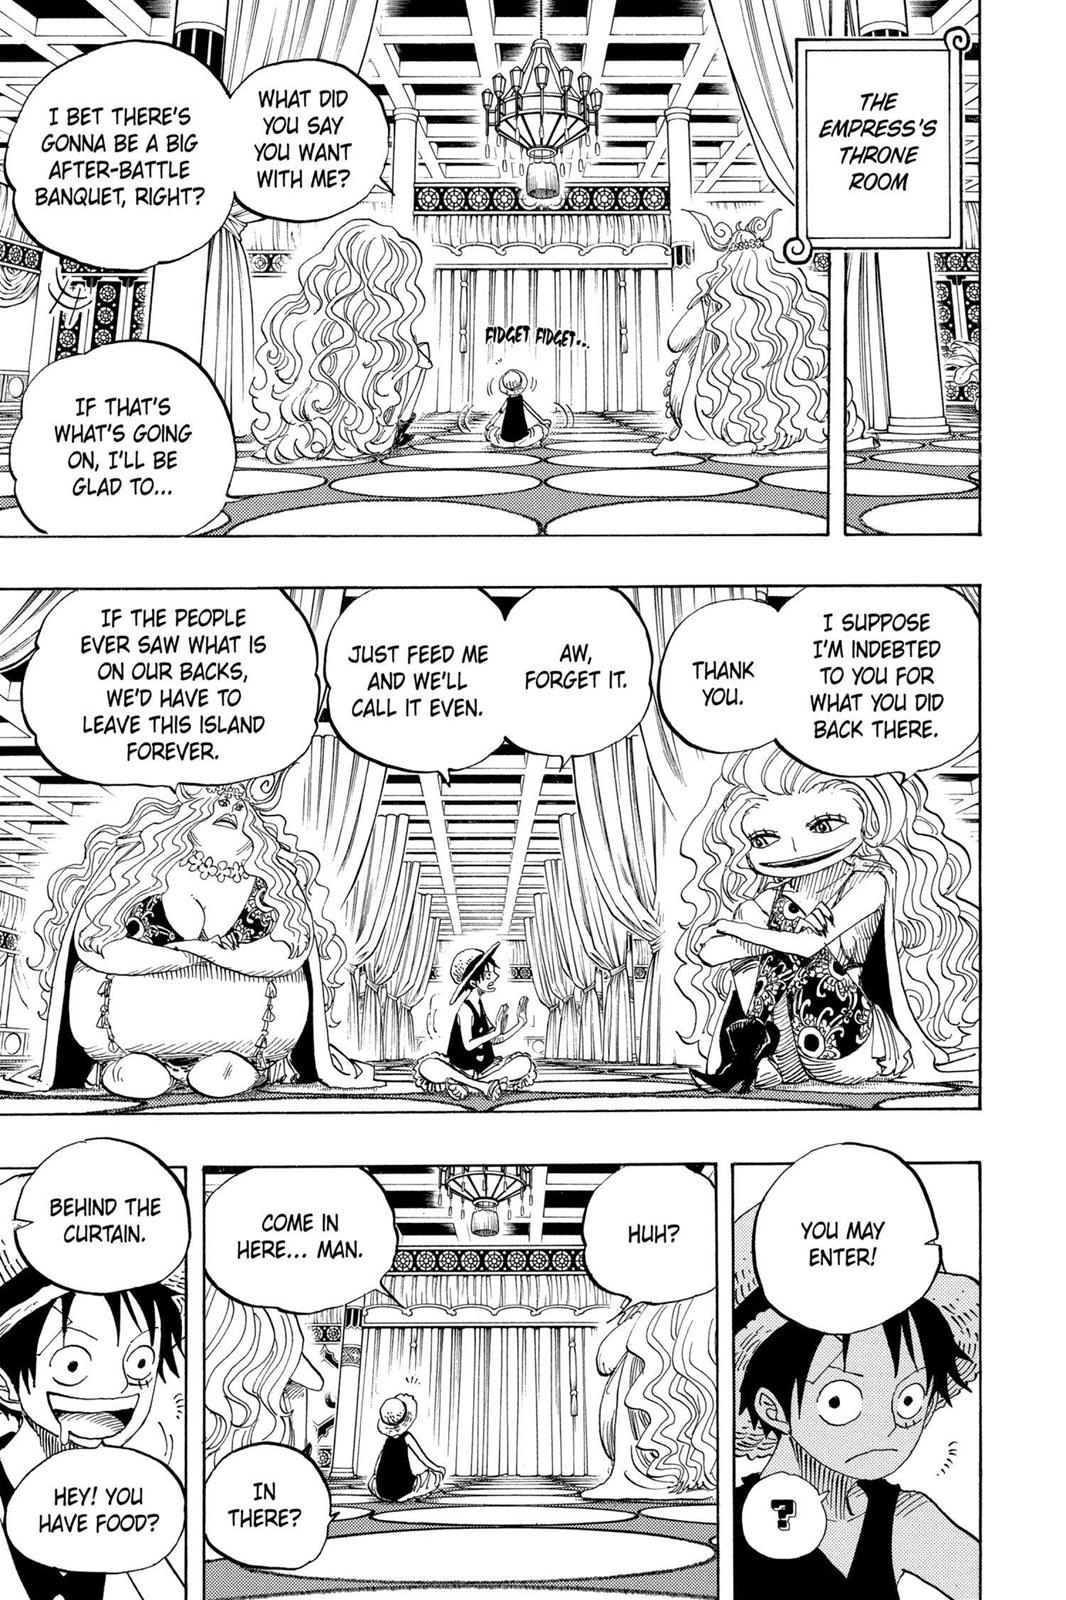 THE
EMPRESS'S
THRONE
ROOM
WHAT DID
YOU SAY
YOU WANT
WITH ME?
I BET THERE'S
GONNA BE A BIG
AFTER-BATTLE
BANQUET, RIGHT?
FIDGET FIDGET...
IF THAT'S
WHAT'S GOING
ON, I'LL BE
GLAD TO...
I SUPPOSE
I'M INDEBTED
TO YOU FOR
WHAT YOU DID
BACK THERE.
THANK
YOU.
AW,
FORGET IT.
JUST FEED ME
AND WE'LL
CALL IT EVEN.
IF THE PEOPLE
EVER SAW WHAT IS
ON OUR BACKS,
WE'D HAVE TO
LEAVE THIS ISLAND
FOREVER.
YOU MAY
ENTER!
?
HUH?
COME IN
HERE... MAN.
IN
THERE?
BEHIND THE
CURTAIN.
HEY! YOU
HAVE FOOD?